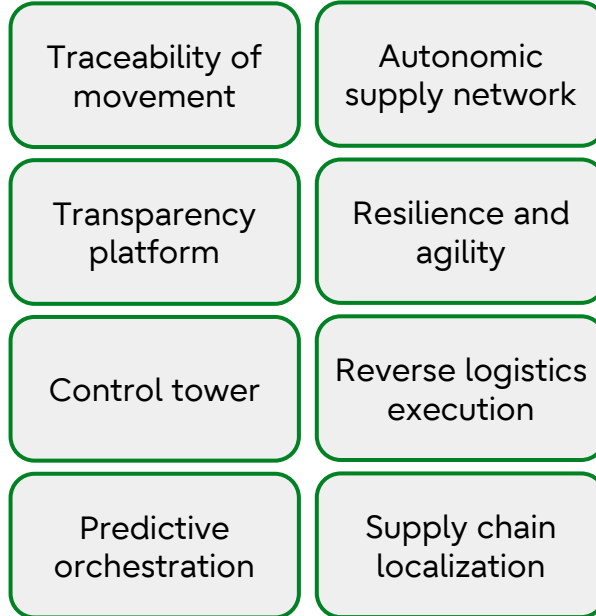 Traceability of
movement
Autonomic
supply network
Transparency
platform
Resilience and
agility
Control tower
Reverse logistics
execution
Predictive
orchestration
Supply chain
localization